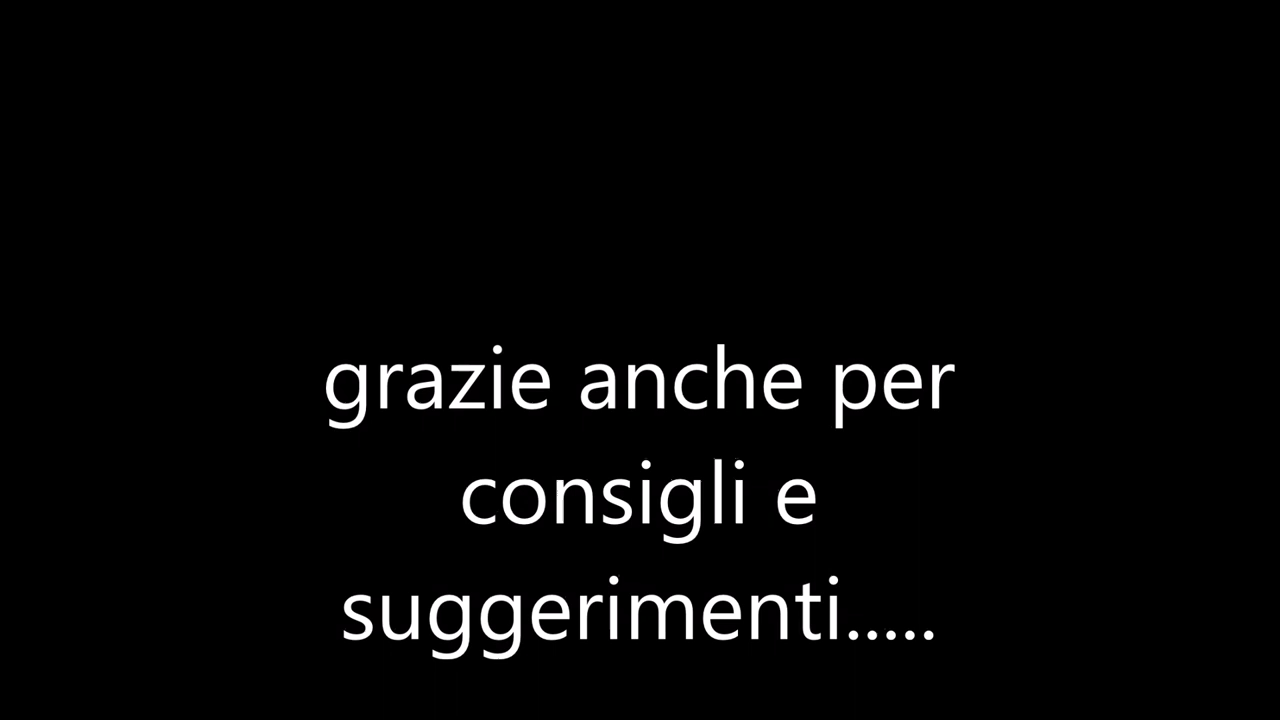 grazie anche per
consigli e
suggerimenti.....